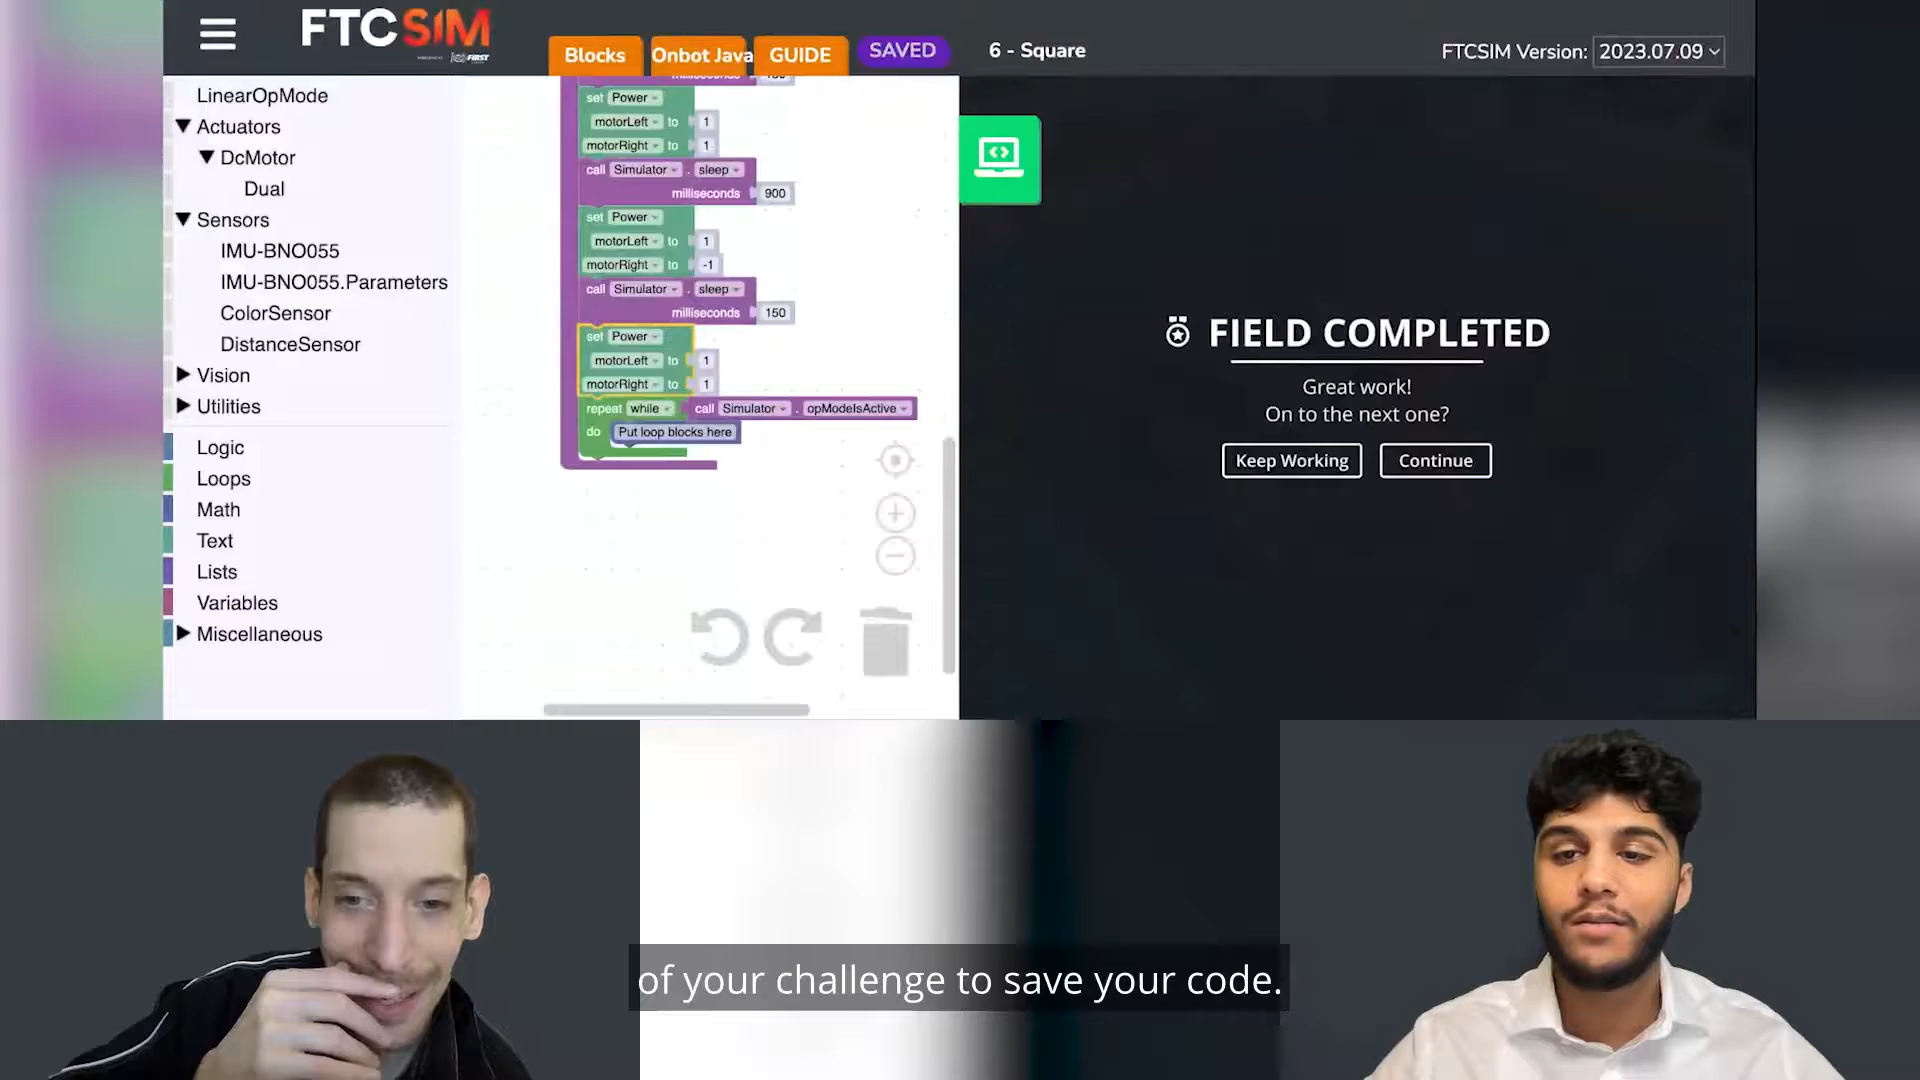 FTCSIM
FIRST
Blocks
Onbot Java
GUIDE
SAVED
6 - Square
FTCSIM Version: 2023.07.09
LinearOpMode
Actuators
DcMotor
Dual
Sensors
IMU-BNO055
IMU-BNO055.Parameters
ColorSensor
DistanceSensor
Vision
Utilities
Logic
Loops
Math
Text
Lists
Variables
Miscellaneous
milliseconds 150
set Power
motorLeft to 1
motorRight to 1
call Simulator . sleep
milliseconds 900
set Power
motorLeft to 1
motorRight to -1
call Simulator . sleep
milliseconds 150
set Power
motorLeft to 1
motorRight to 1
repeat while call Simulator . opModeIsActive
do Put loop blocks here
FIELD COMPLETED
Great work!
On to the next one?
Keep Working
Continue
of your challenge to save your code.